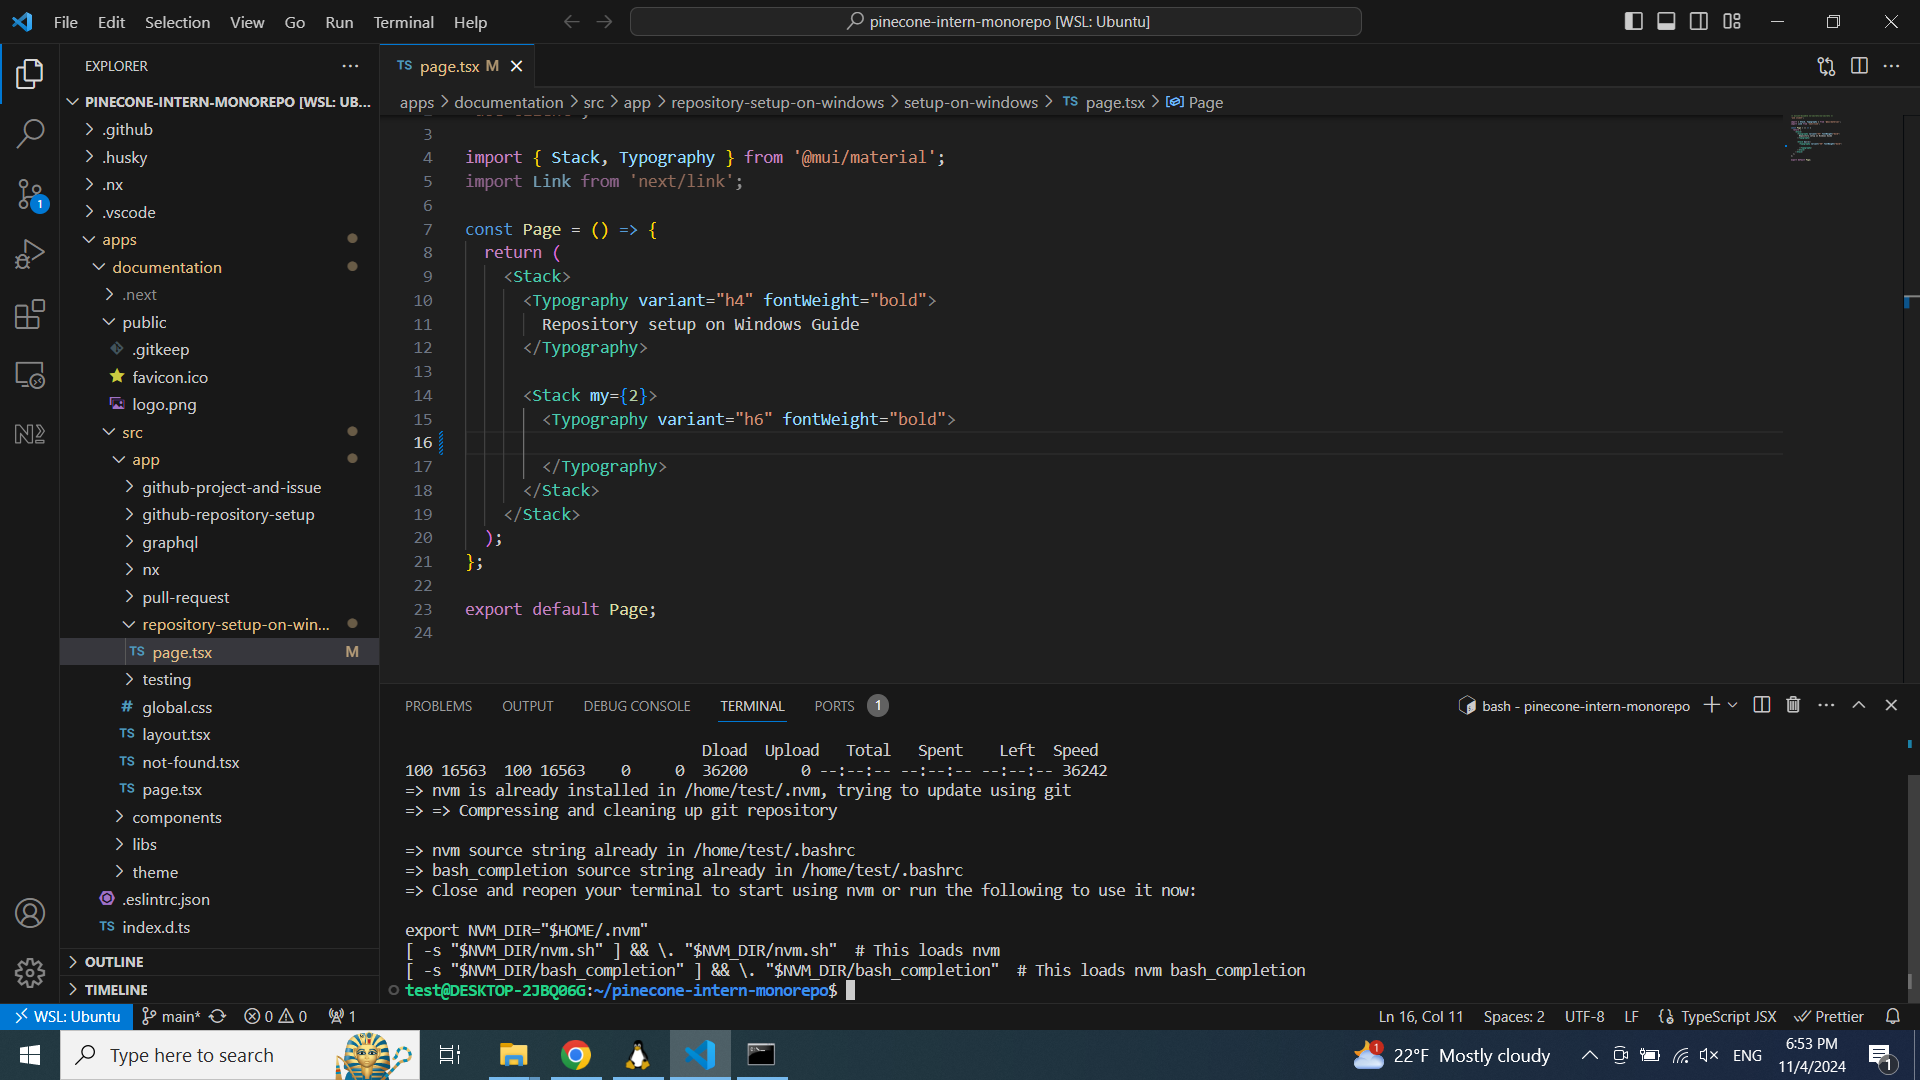 File Edit Selection View Go Run Terminal Help
pinecone-intern-monorepo [WSL: Ubuntu]
EXPLORER
PINECONE-INTERN-MONOREPO [WSL: UB...
.github
.husky
.nx
.vscode
apps
documentation
.next
public
.gitkeep
favicon.ico
logo.png
src
app
github-project-and-issue
github-repository-setup
graphql
nx
pull-request
repository-setup-on-win...
TS page.tsx M
testing
# global.css
TS layout.tsx
TS not-found.tsx
TS page.tsx
components
libs
theme
.eslintrc.json
TS index.d.ts
OUTLINE
TIMELINE
1
TS page.tsx M
apps > documentation > src > app > repository-setup-on-windows > setup-on-windows > TS page.tsx > Page
3
4 import { Stack, Typography } from '@mui/material';
5 import Link from 'next/link';
6
7 const Page = () => {
8 return (
9 <Stack>
10 <Typography variant="h4" fontWeight="bold">
11 Repository setup on Windows Guide
12 </Typography>
13
14 <Stack my={2}>
15 <Typography variant="h6" fontWeight="bold">
16
17 </Typography>
18 </Stack>
19 </Stack>
20 );
21 };
22
23 export default Page;
24
PROBLEMS OUTPUT DEBUG CONSOLE TERMINAL PORTS 1
bash - pinecone-intern-monorepo
Dload Upload Total Spent Left Speed
100 16563 100 16563 0 0 36200 0 --:--:-- --:--:-- --:--:-- 36242
=> nvm is already installed in /home/test/.nvm, trying to update using git
=> => Compressing and cleaning up git repository
=> nvm source string already in /home/test/.bashrc
=> bash_completion source string already in /home/test/.bashrc
=> Close and reopen your terminal to start using nvm or run the following to use it now:
export NVM_DIR="$HOME/.nvm"
[ -s "$NVM_DIR/nvm.sh" ] && \. "$NVM_DIR/nvm.sh" # This loads nvm
[ -s "$NVM_DIR/bash_completion" ] && \. "$NVM_DIR/bash_completion" # This loads nvm bash_completion
test@DESKTOP-2JBQ06G:~/pinecone-intern-monorepo$
WSL: Ubuntu main* 0 0 1
Ln 16, Col 11 Spaces: 2 UTF-8 LF TypeScript JSX Prettier
Type here to search
1 22°F Mostly cloudy ENG
6:53 PM
11/4/2024
1